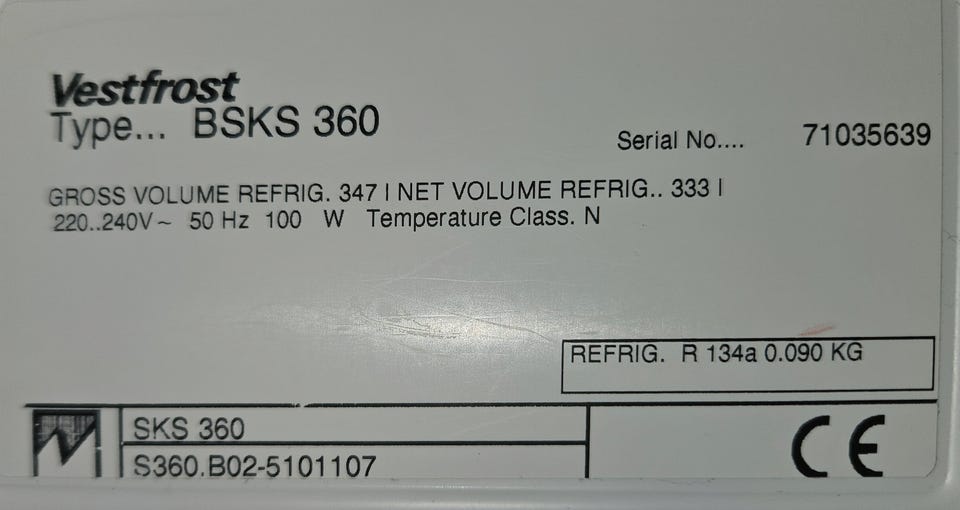 Vestfrost
Type... BSKS 360
Serial No.... 71035639
GROSS VOLUME REFRIG. 347 l NET VOLUME REFRIG.. 333 l
220..240V~ 50 Hz 100 W Temperature Class. N
REFRIG. R 134a 0.090 KG
SKS 360
S360.B02-5101107
CE